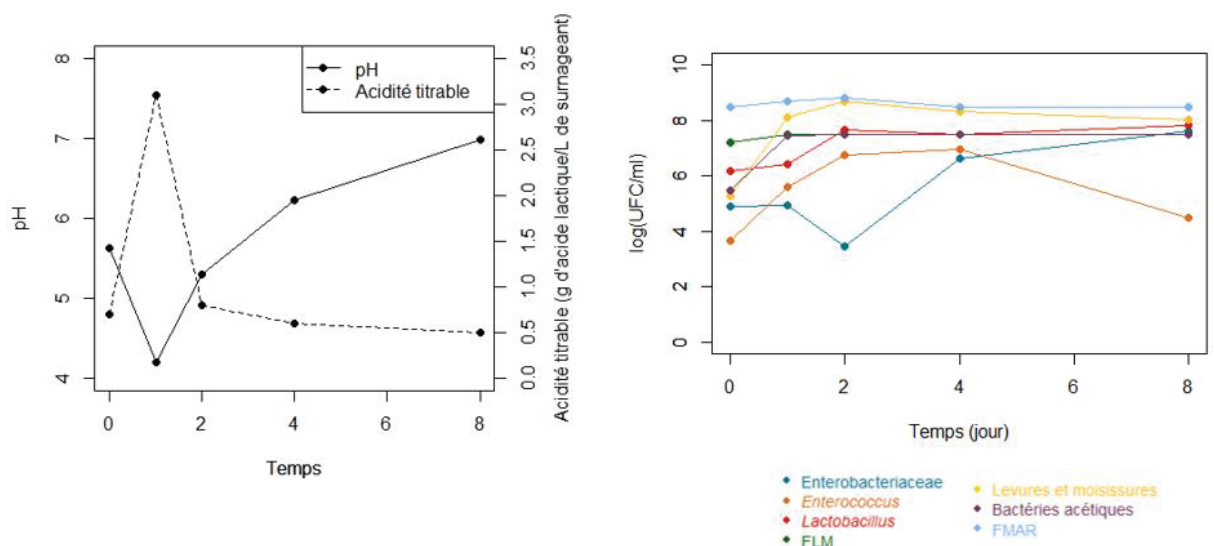 8
7
6
5
4
pH
pH
Acidité titrable
3.5
3.0
2.5
2.0
1.5
1.0
0.5
0.0
Acidité titrable (g d'acide lactique/L de surnageant)
0 2 4 6 8
Temps
10
8
6
4
2
0
log(UFC/ml)
0 2 4 6 8
Temps (jour)
Enterobacteriaceae
Enterococcus
Lactobacillus
FLM
Levures et moisissures
Bactéries acétiques
FMAR